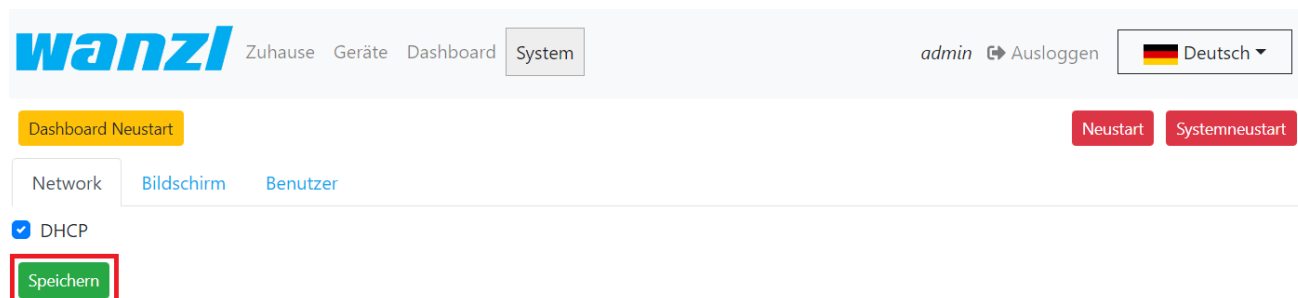 wanzl Zuhause Geräte Dashboard System admin Ausloggen Deutsch
Dashboard Neustart Neustart Systemneustart
Network Bildschirm Benutzer
DHCP
Speichern